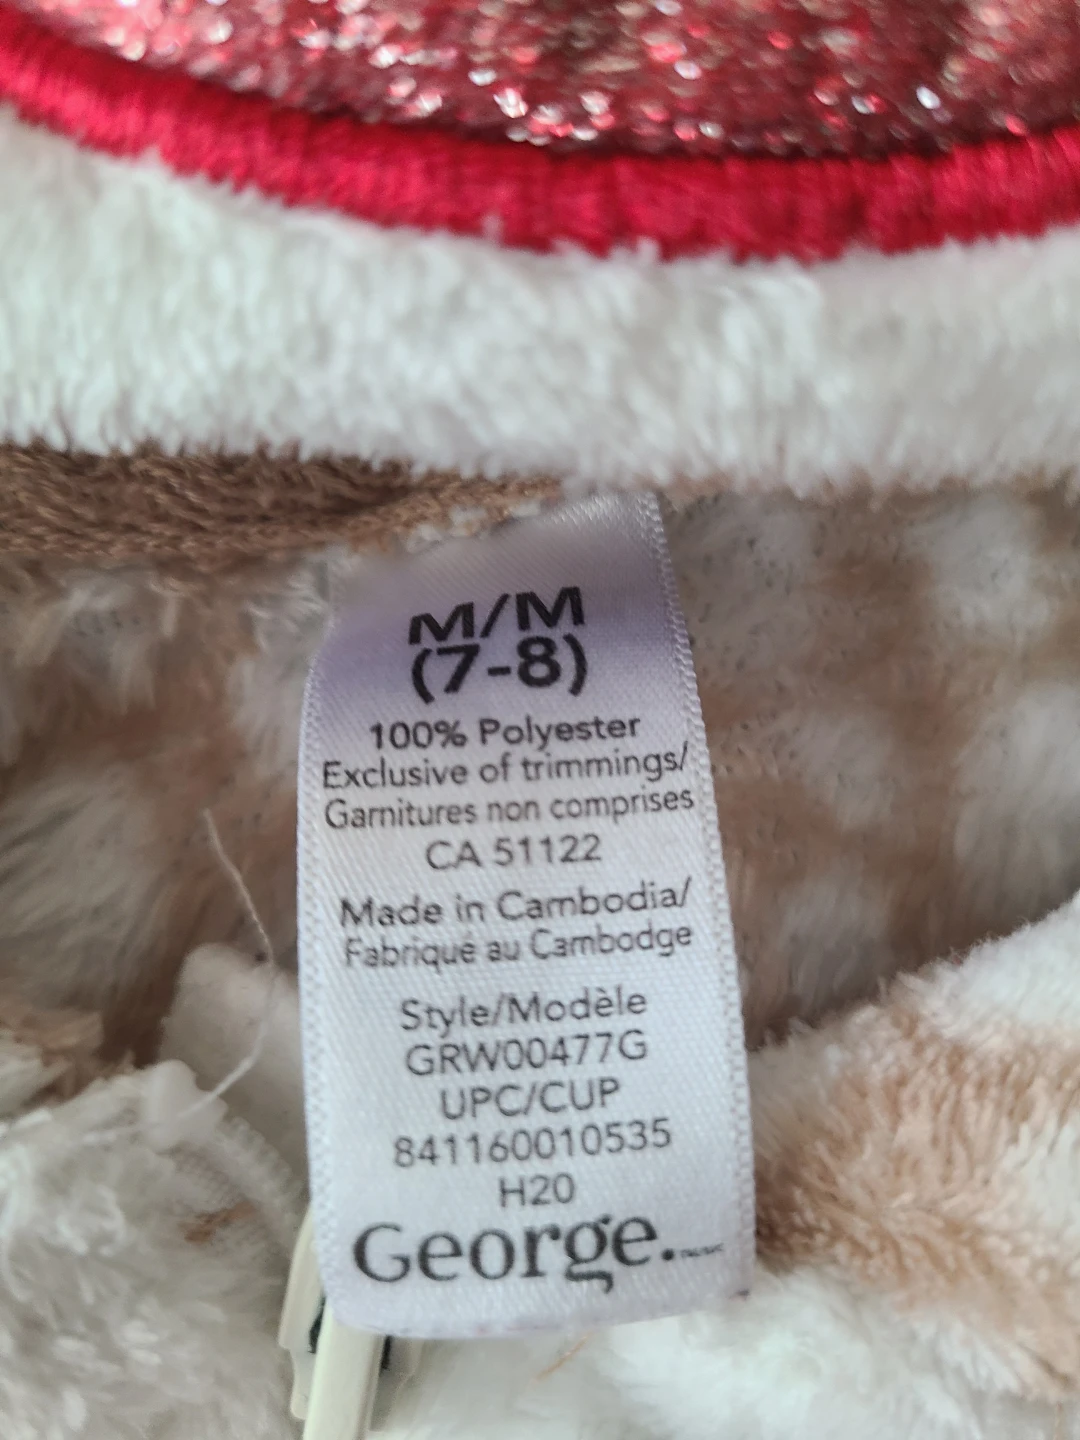 M/M
(7-8)
100% Polyester
Exclusive of trimmings/
Garnitures non comprises
CA 51122
Made in Cambodia/
Fabriqué au Cambodge
Style/Modèle
GRW00477G
UPC/CUP
841160010535
H20
George.